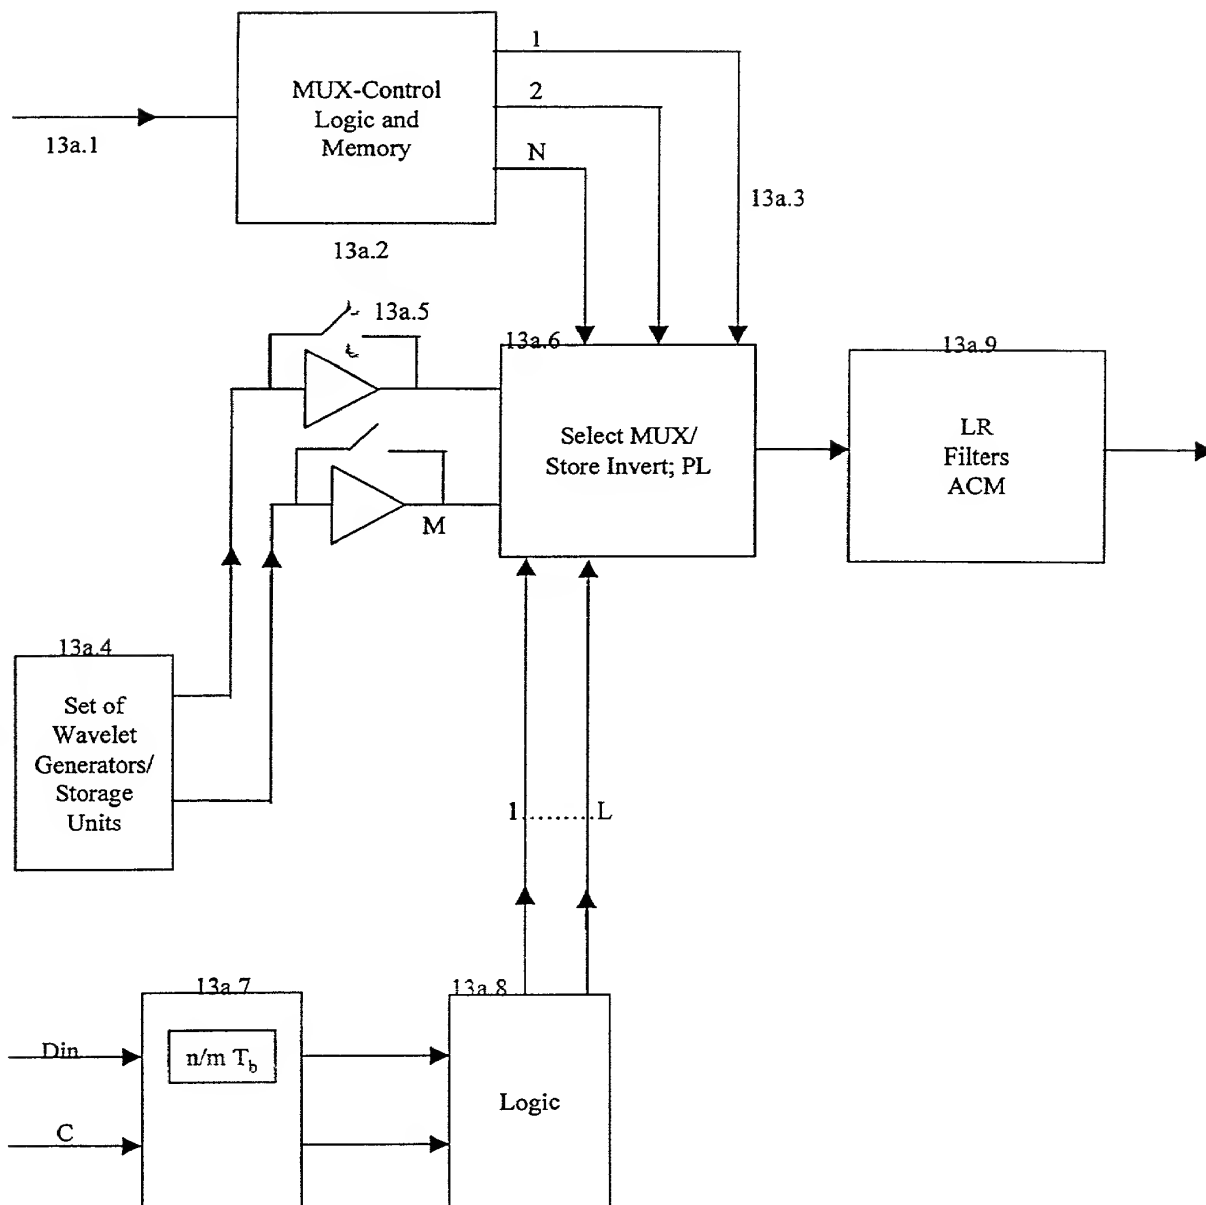 1
MUX-Control
Logic and
Memory
2
N
13a.1
13a.3
13a.2
13a.5
13a.6
13a.9
Select MUX/
Store Invert; PL
LR
Filters
ACM
M
13a.4
Set of
Wavelet
Generators/
Storage
Units
1..........L
13a.7
13a.8
Din
n/m Tb
Logic
C